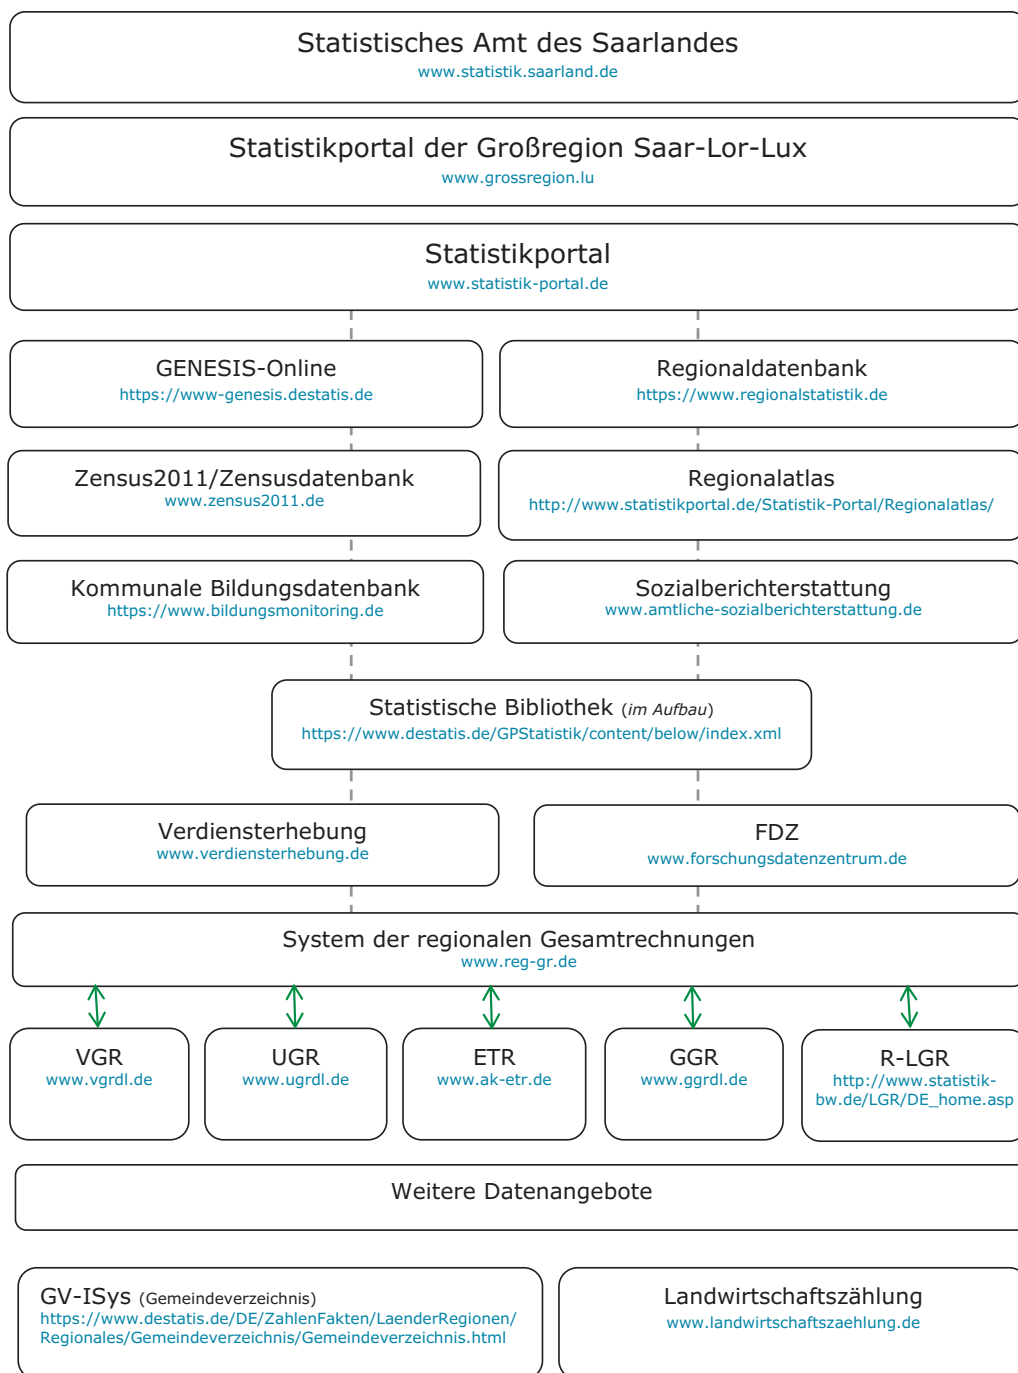 Statistisches Amt des Saarlandes
www.statistik.saarland.de
Statistikportal der Großregion Saar-Lor-Lux
www.grossregion.lu
Statistikportal
www.statistik-portal.de
GENESIS-Online
https://www-genesis.destatis.de
Regionaldatenbank
https://www.regionalstatistik.de
Zensus2011/Zensusdatenbank
www.zensus2011.de
Regionalatlas
http://www.statistikportal.de/Statistik-Portal/Regionalatlas/
Kommunale Bildungsdatenbank
https://www.bildungsmonitoring.de
Sozialberichterstattung
www.amtliche-sozialberichterstattung.de
Statistische Bibliothek (im Aufbau)
https://www.destatis.de/GPStatistik/content/below/index.xml
Verdiensterhebung
www.verdiensterhebung.de
FDZ
www.forschungsdatenzentrum.de
System der regionalen Gesamtrechnungen
www.reg-gr.de
VGR
www.vgrdl.de
UGR
www.ugrdl.de
ETR
www.ak-etr.de
GGR
www.ggrdl.de
R-LGR
http://www.statistik-
bw.de/LGR/DE_home.asp
Weitere Datenangebote
GV-ISys (Gemeindeverzeichnis)
https://www.destatis.de/DE/ZahlenFakten/LaenderRegionen/
Regionales/Gemeindeverzeichnis/Gemeindeverzeichnis.html
Landwirtschaftszählung
www.landwirtschaftszaehlung.de